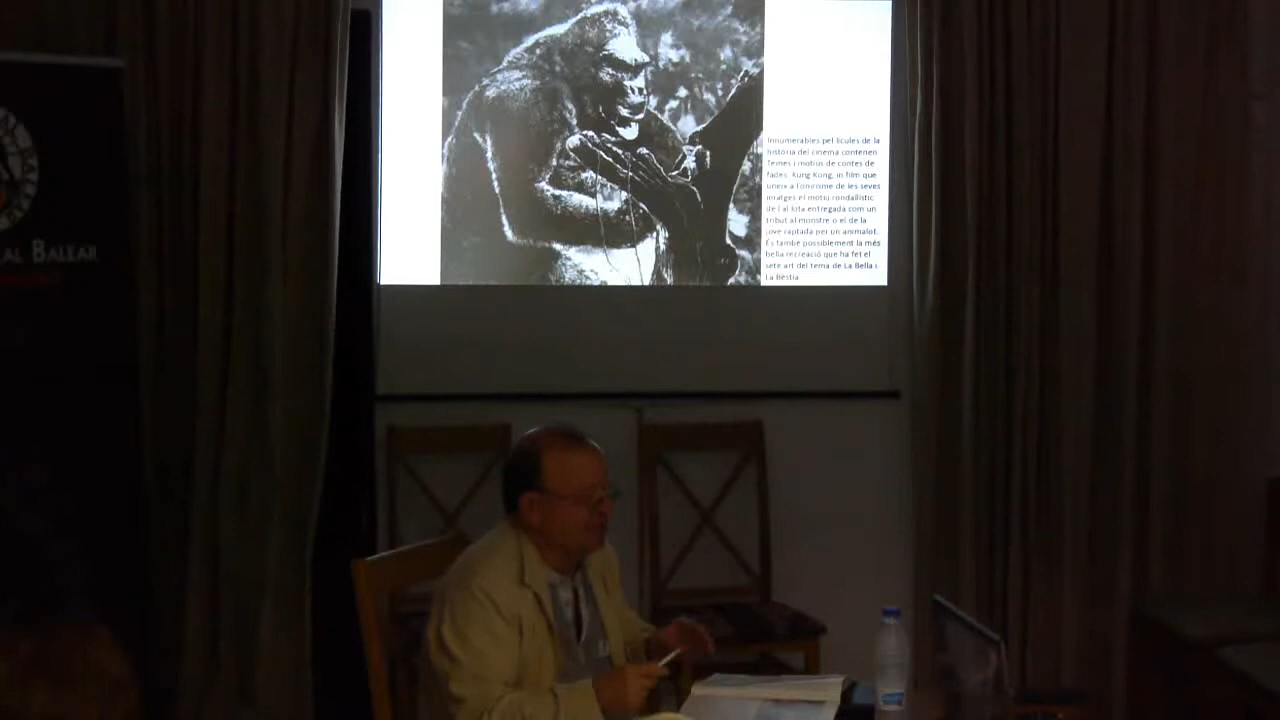 AL BALEAR
Innumerables pel·lícules de la
història del cinema contenen
Temes i motius de contes de
fades. Kung Kong, in film que
uneix a l'onirisme de les seves
imatges el motiu rondallístic
de l'al·lota entregada com un
tribut al monstre o el de la
jove raptada per un animalot.
És també possiblement la més
bella recreació que ha fet el
sete art del tema de La Bella i
La Bèstia